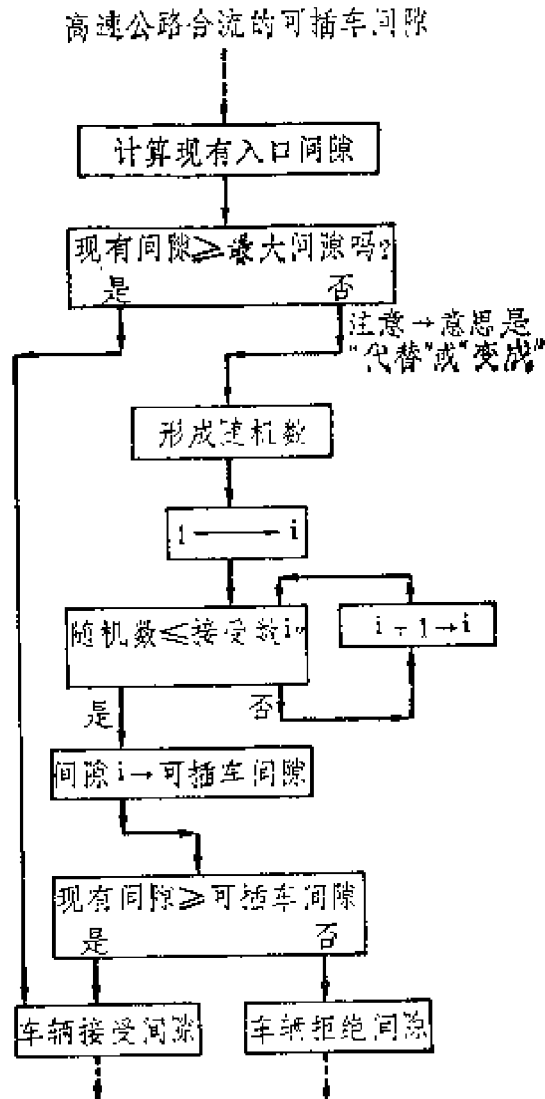 高速公路合流的可插车间隙
计算现有入口间隙
现有间隙≥最大间隙吗?
是 否
注意→意思是
“代替”或“变成”
形成随机数
1 → i
随机数≤接受数i?
i+1→i
是 否
间隙i→可插车间隙
现有间隙≥可插车间隙
是 否
车辆接受间隙 车辆拒绝间隙